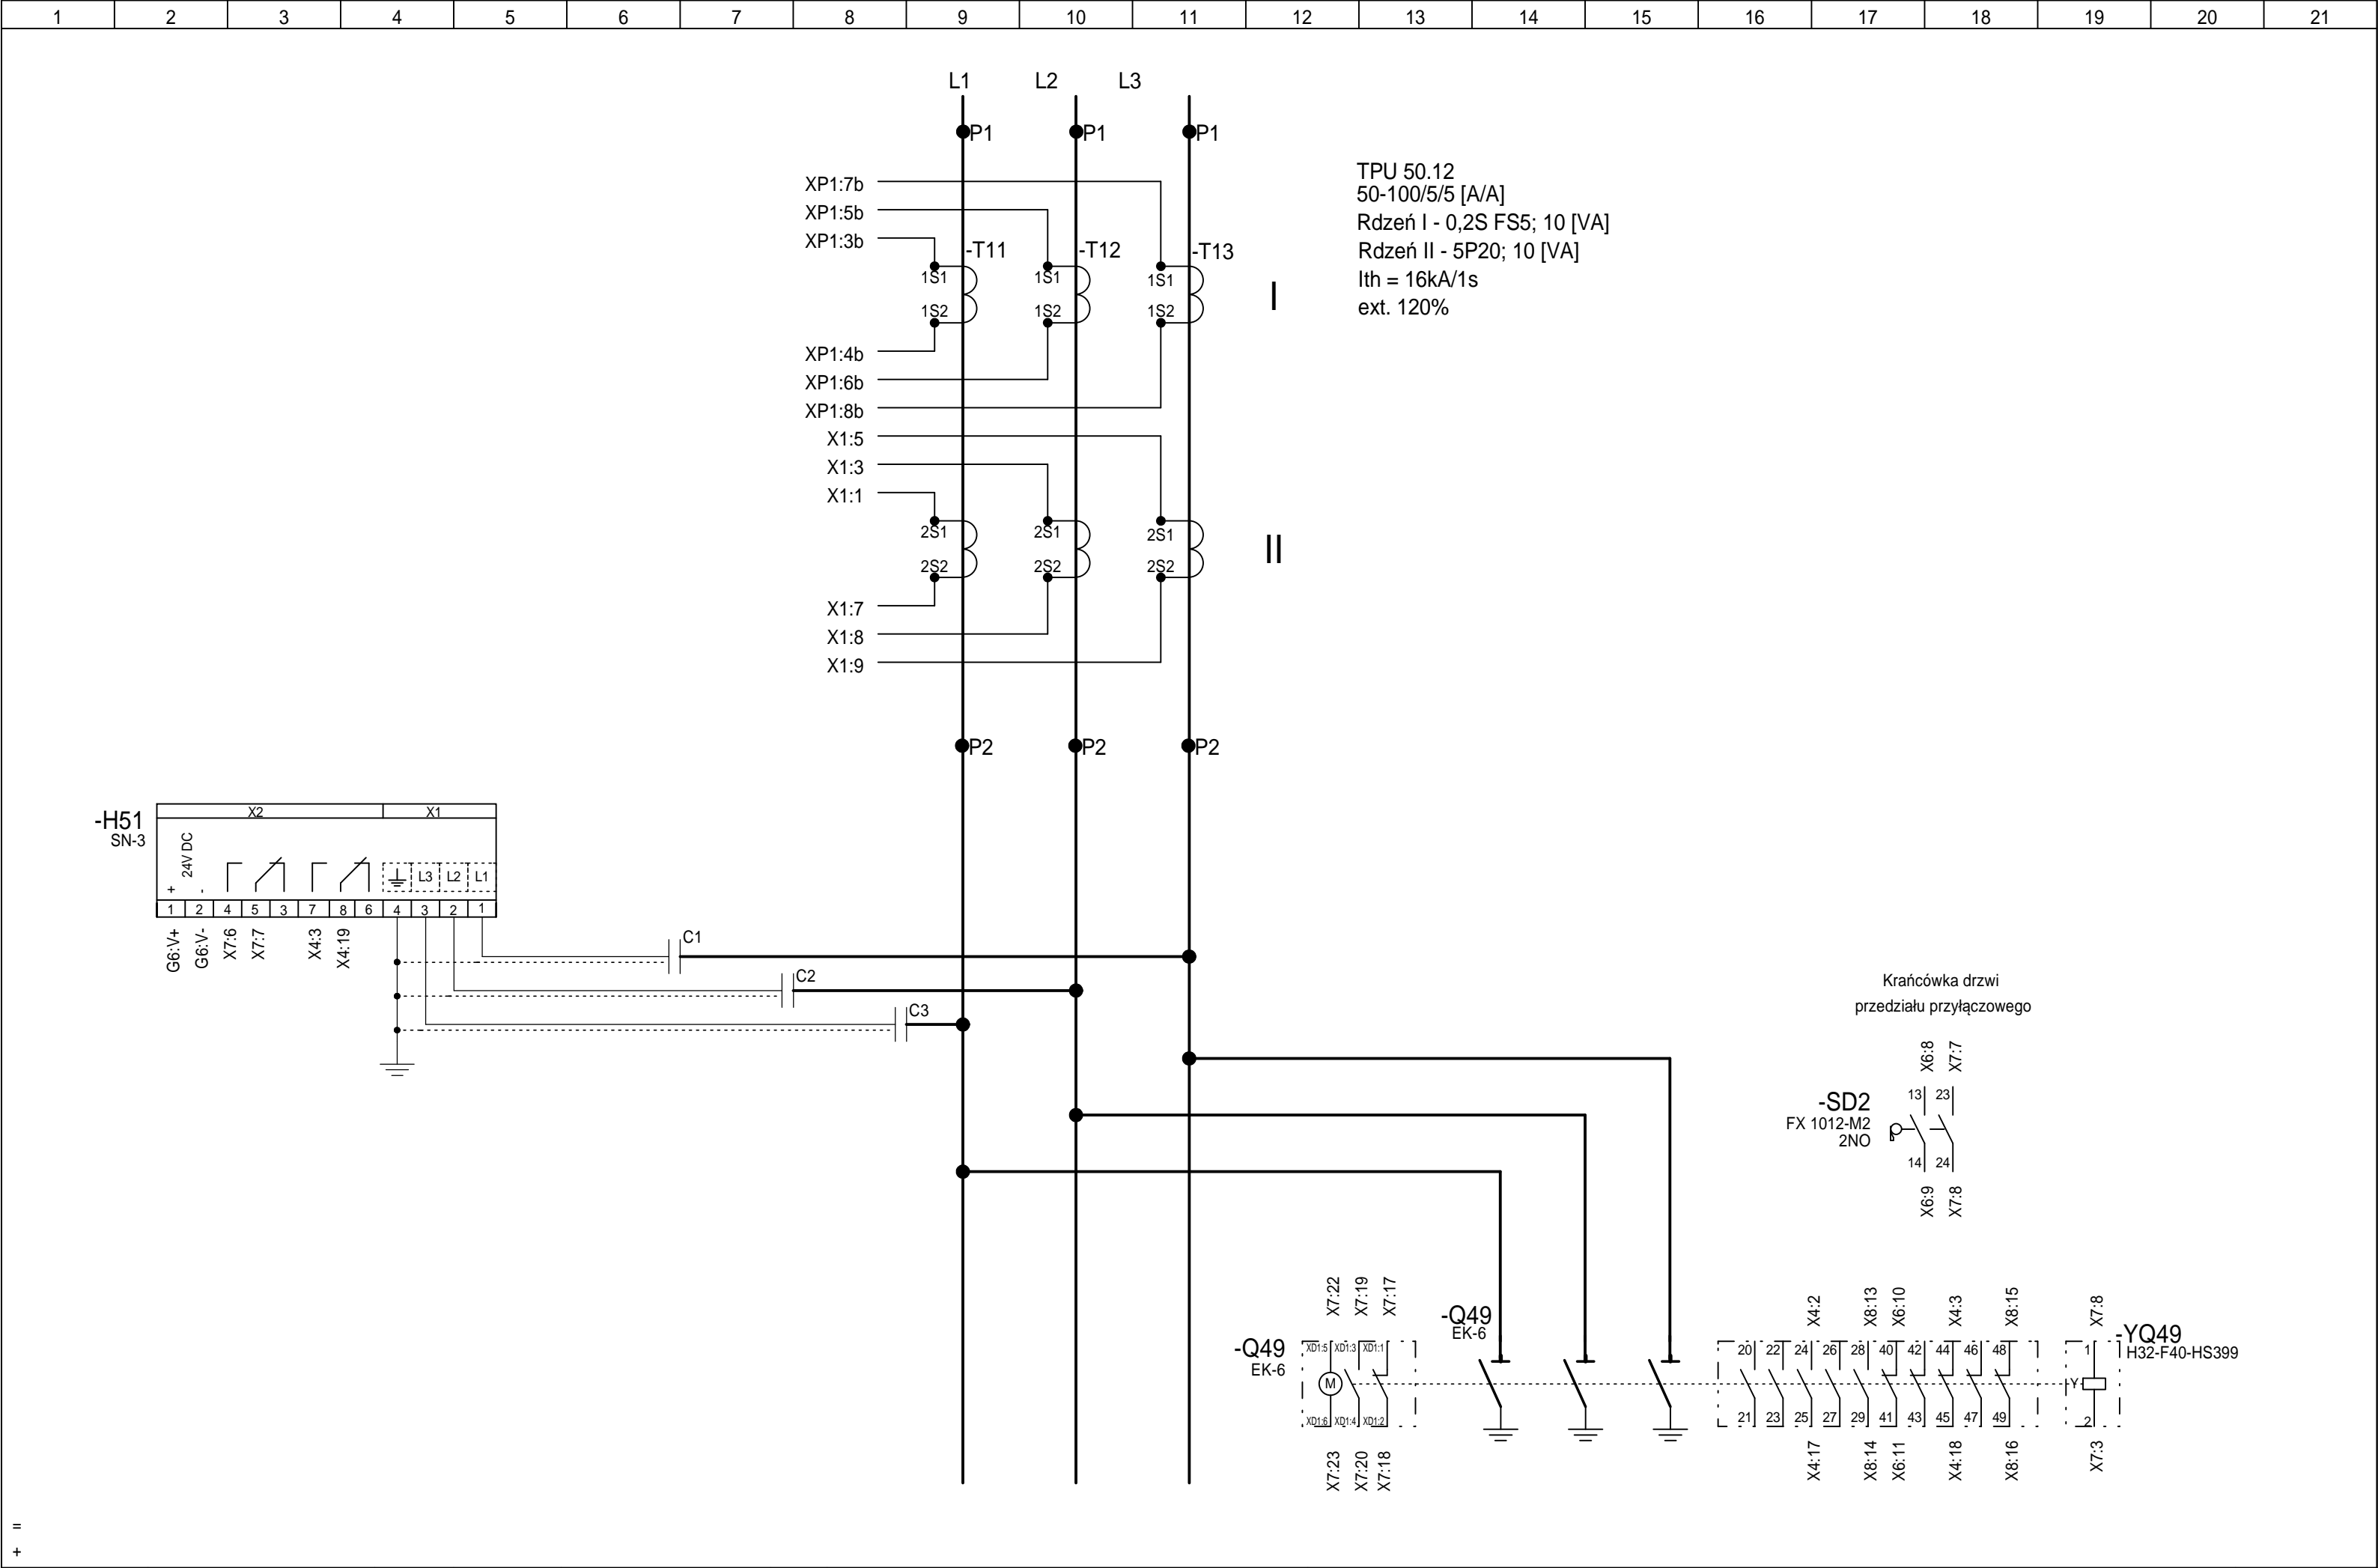 1 2 3 4 5 6 7 8 9 10 11 12 13 14 15 16 17 18 19 20 21
L1 L2 L3
P1 P1 P1
TPU 50.12
50-100/5/5 [A/A]
Rdzeń I - 0,2S FS5; 10 [VA]
Rdzeń II - 5P20; 10 [VA]
Ith = 16kA/1s
ext. 120%
XP1:7b
XP1:5b
XP1:3b
-T11 -T12 -T13
1S1 1S1 1S1
I
1S2 1S2 1S2
XP1:4b
XP1:6b
XP1:8b
X1:5
X1:3
X1:1
2S1 2S1 2S1
II
2S2 2S2 2S2
X1:7
X1:8
X1:9
P2 P2 P2
-H51
SN-3
X2 X1
24V DC
+ -
L3 L2 L1
1 2 4 5 3 7 8 6 4 3 2 1
G6:V+ G6:V- X7:6 X7:7 X4:3 X4:19
C1
C2
C3
Krańcówka drzwi
przedziału przyłączowego
X6:8 X7:7
13 23
-SD2
FX 1012-M2
2NO
14 24
X6:9 X7:8
X7:22 X7:19 X7:17
-Q49
EK-6
XD1:5 XD1:3 XD1:1
M
XD1:6 XD1:4 XD1:2
X7:23 X7:20 X7:18
-Q49
EK-6
X4:2 X8:13 X6:10 X4:3 X8:15
20 22 24 26 28 40 42 44 46 48
21 23 25 27 29 41 43 45 47 49
X4:17 X8:14 X6:11 X4:18 X8:16
X7:8
-YQ49
H32-F40-HS399
1
Y
2
X7:3
=
+